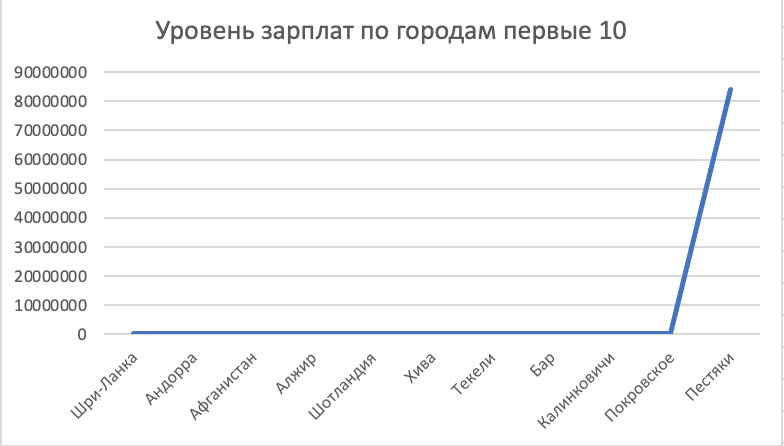 Уровень зарплат по городам первые 10
90000000
80000000
70000000
60000000
50000000
40000000
30000000
20000000
10000000
0
Шри-Ланка
Андорра
Афганистан
Алжир
Шотландия
Хива
Текели
Бар
Калинковичи
Покровское
Пестяки